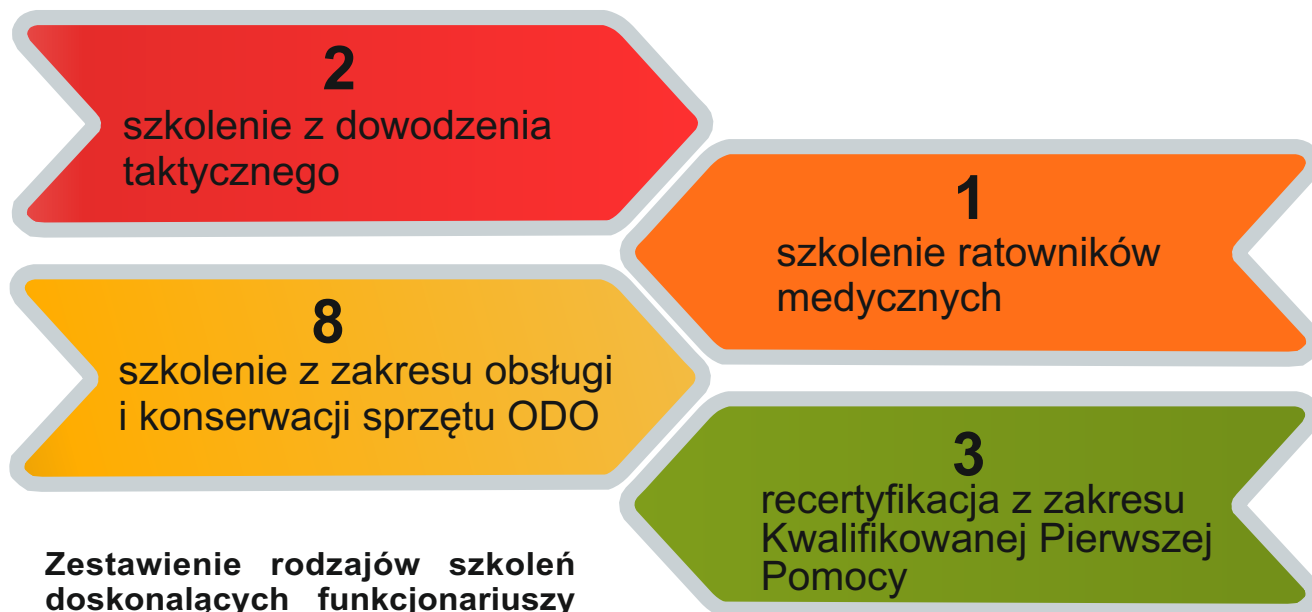 2
szkolenie z dowodzenia
taktycznego
1
szkolenie ratowników
medycznych
8
szkolenie z zakresu obsługi
i konserwacji sprzętu ODO
3
recertyfikacja z zakresu
Kwalifikowanej Pierwszej
Pomocy
Zestawienie rodzajów szkoleń
doskonalących funkcjonariuszy